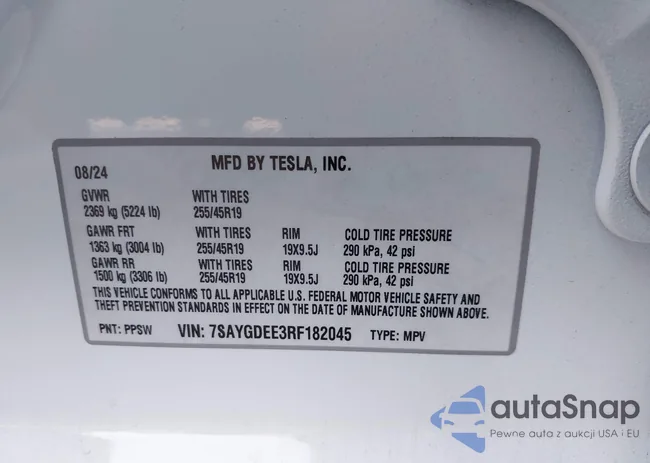 08/24 MFD BY TESLA, INC.
GVWR WITH TIRES
2369 kg (5224 lb) 255/45R19
GAWR FRT WITH TIRES RIM COLD TIRE PRESSURE
1363 kg (3004 lb) 255/45R19 19X9.5J 290 kPa, 42 psi
GAWR RR WITH TIRES RIM COLD TIRE PRESSURE
1500 kg (3306 lb) 255/45R19 19X9.5J 290 kPa, 42 psi
THIS VEHICLE CONFORMS TO ALL APPLICABLE U.S. FEDERAL MOTOR VEHICLE SAFETY AND
THEFT PREVENTION STANDARDS IN EFFECT ON THE DATE OF MANUFACTURE SHOWN ABOVE.
PNT: PPSW VIN: 7SAYGDEE3RF182045 TYPE: MPV
autaSnap
Pewne auta z aukcji USA i EU